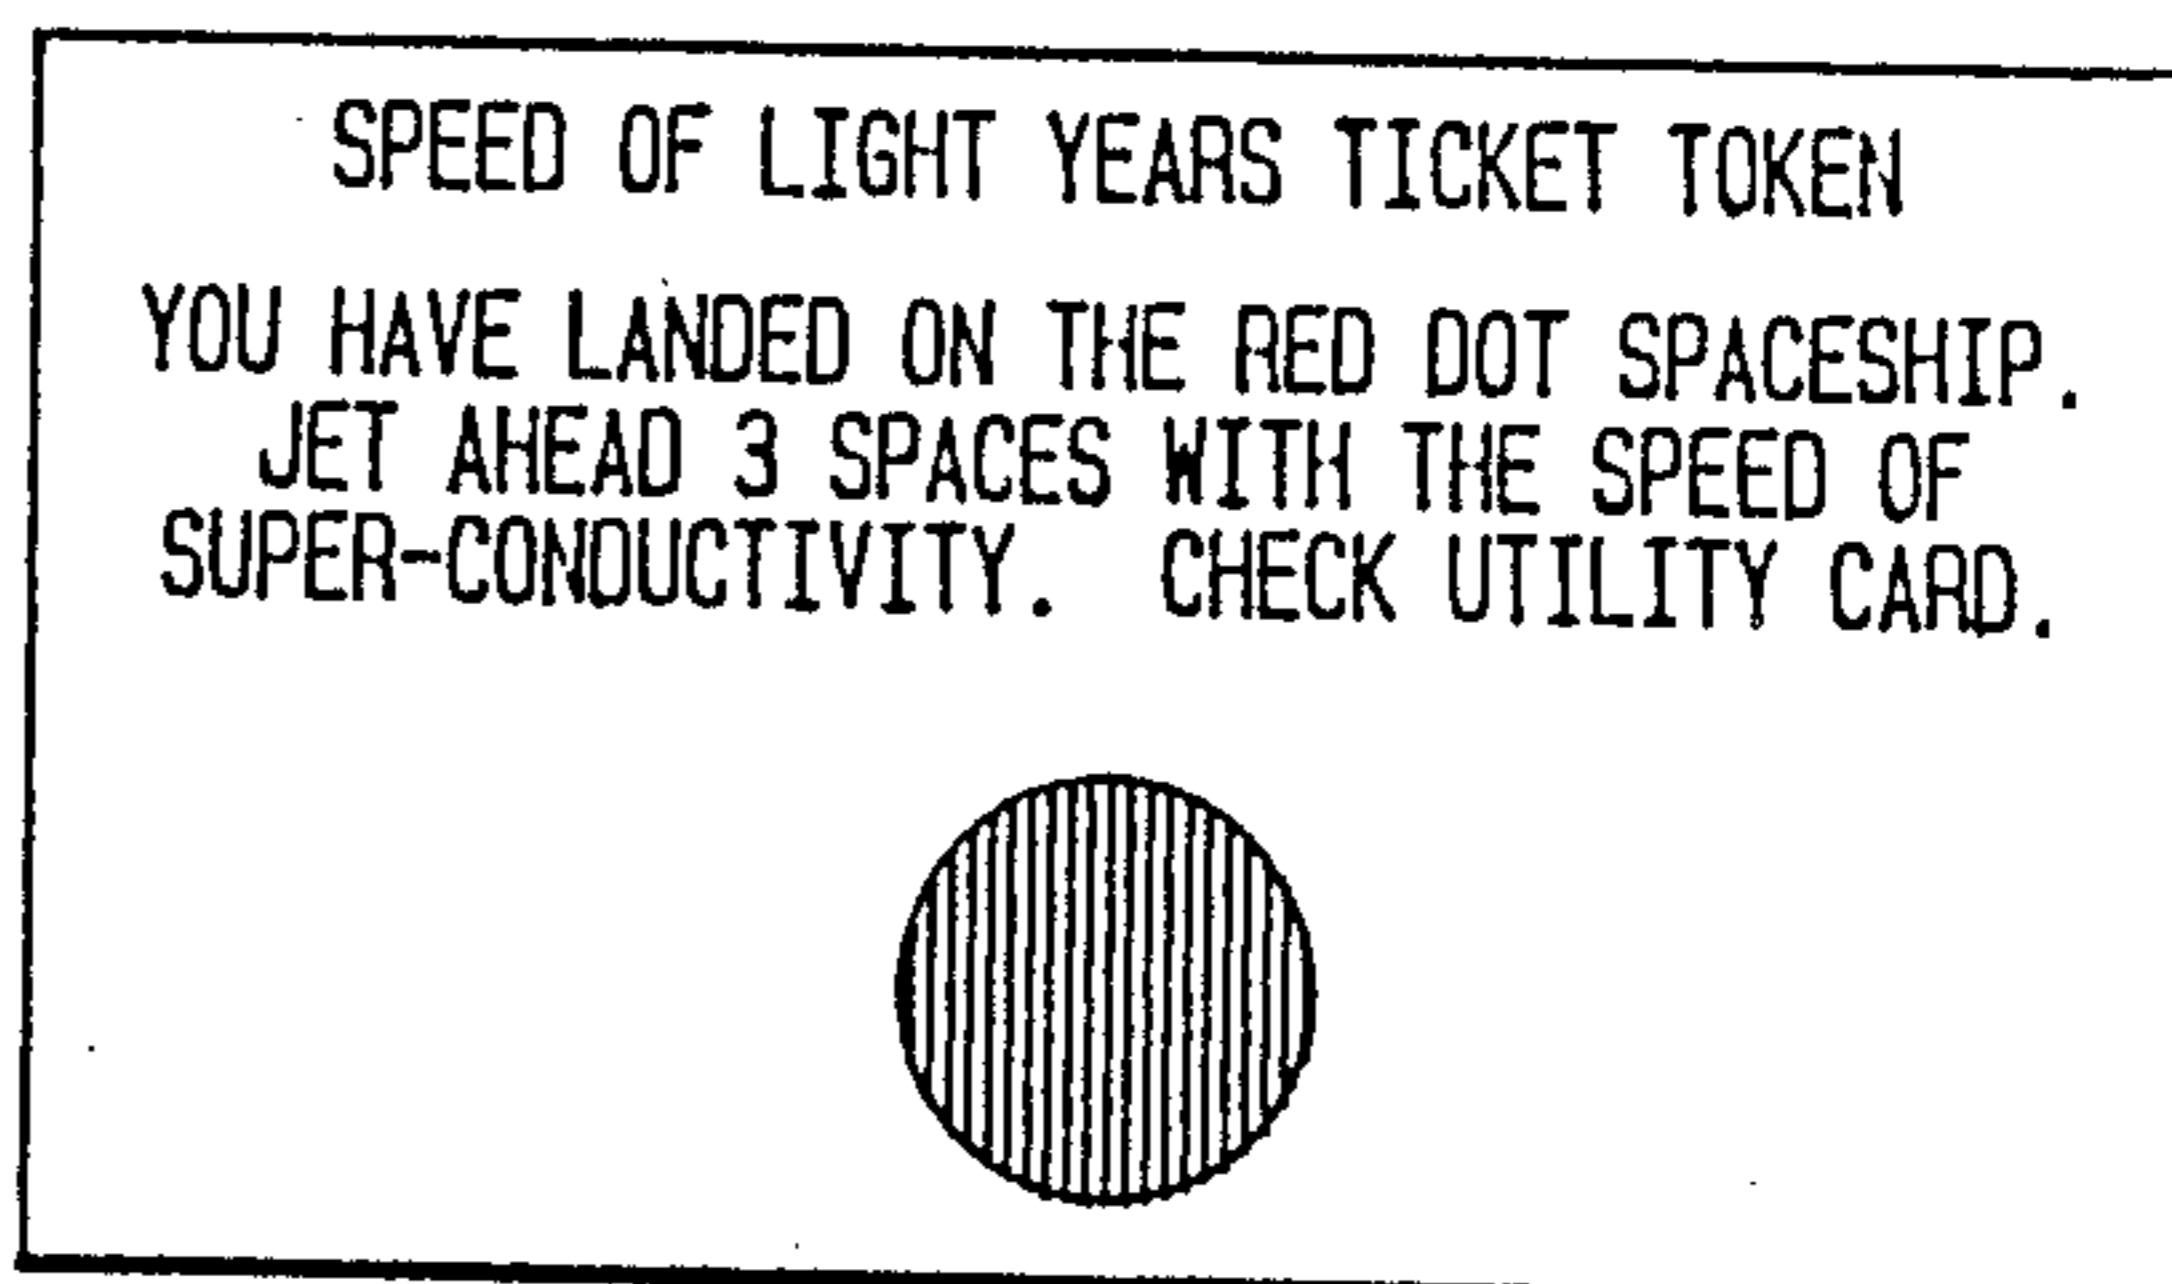 SPEED OF LIGHT YEARS TICKET TOKEN
YOU HAVE LANDED ON THE RED DOT SPACESHIP.
JET AHEAD 3 SPACES WITH THE SPEED OF
SUPER-CONDUCTIVITY. CHECK UTILITY CARD.